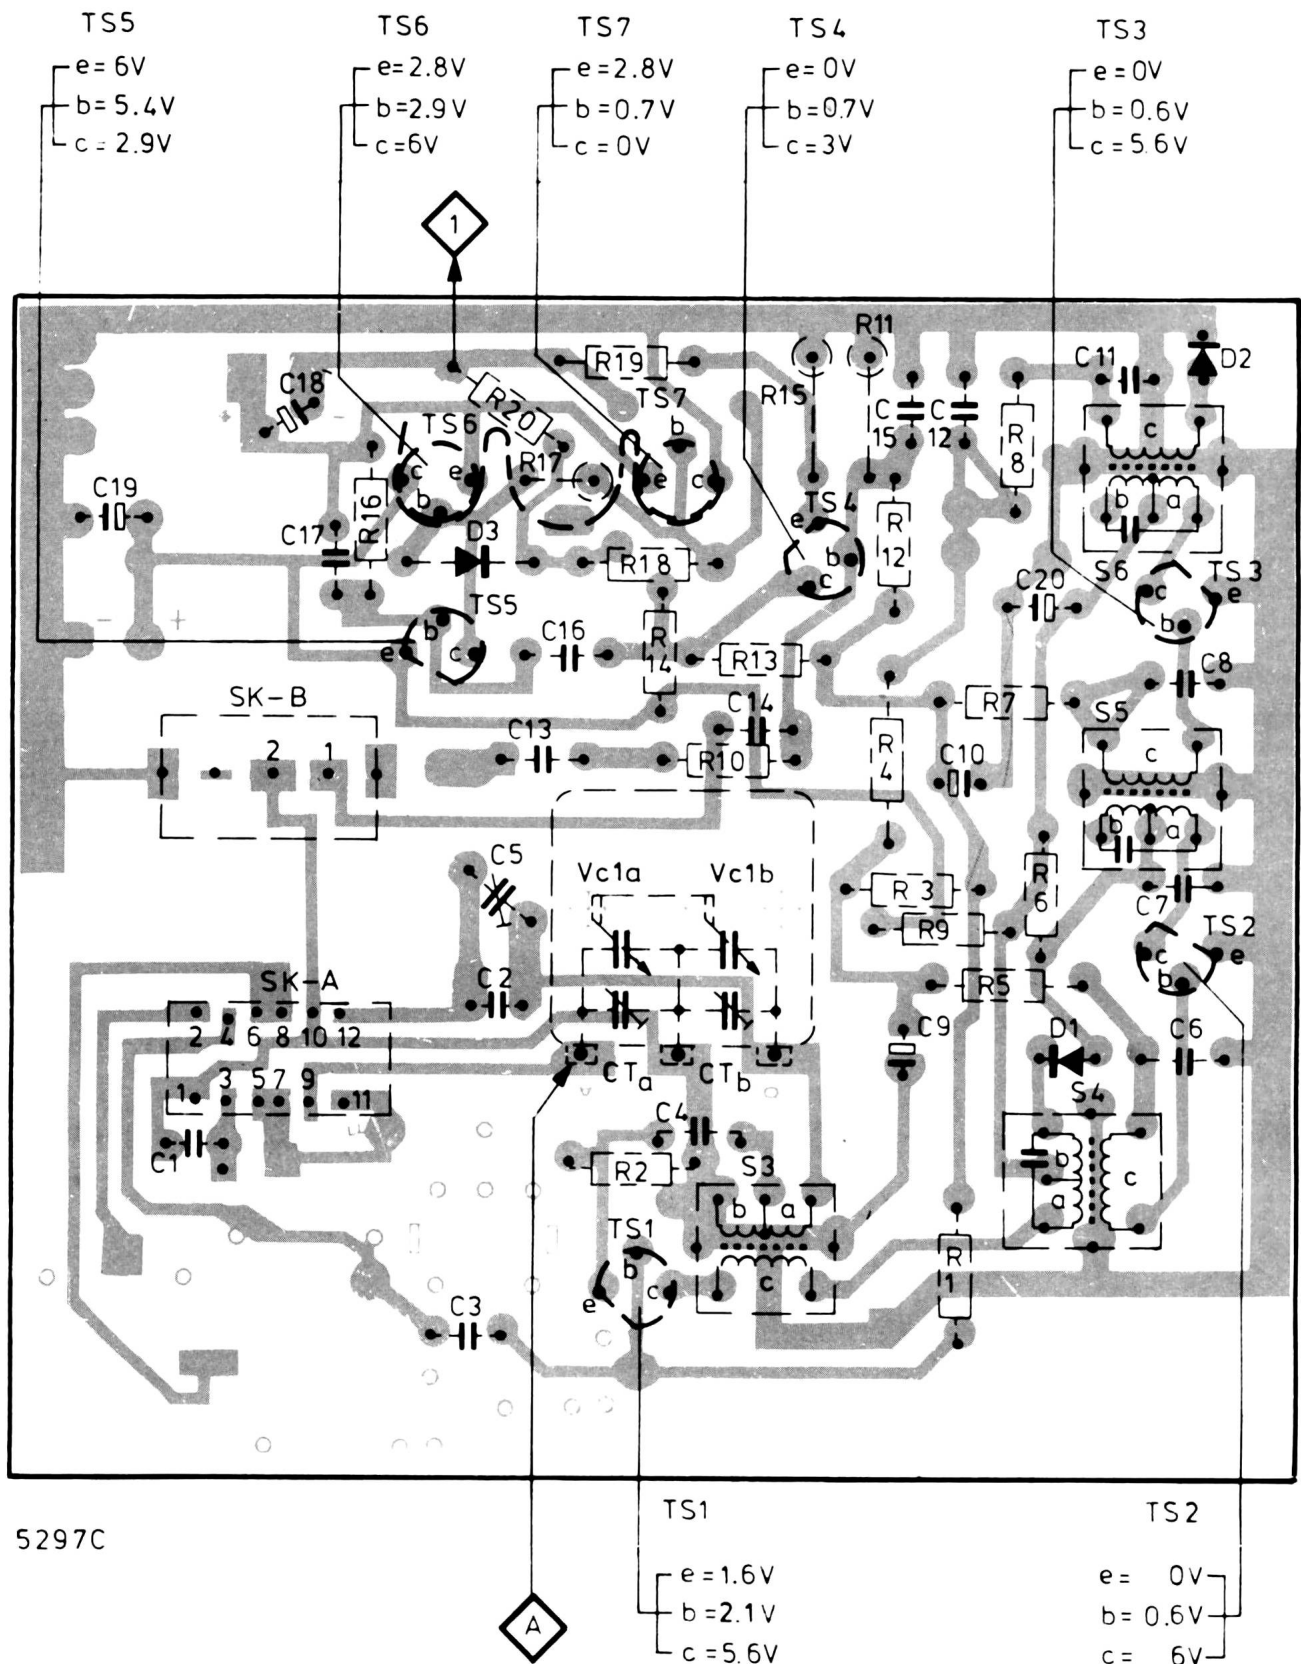 TS5 TS6 TS7 TS4 TS3
e=6V e=2.8V e=2.8V e=0V e=0V
b=5.4V b=2.9V b=0.7V b=0.7V b=0.6V
c=2.9V c=6V c=0V c=3V c=5.6V
1
R11
R19 C11 D2
C18 R20 TS7 R15
TS6 b C 15 C 12 R 8 c
c e R17 e c
C19 R16 b TS4 R 12 b a
e
C17 D3 R18 b S6 TS3
c C20 c e
- + TS5 b
b R 14
e c C16 R13 C8
SK-B C14 R7 S5
2 1 C13 R10 R 4 C10 c
b a
C5 Vc1a Vc1b R 3 R 6
R9 C7 TS2
SK-A C2 R5 c e
b
2 4 6 8 10 12 C9 D1 C6
1 3 5 7 9 11 CTa CTb S4
C1 C4
R2 S3 b c
b a a
TS1
b c R 1
e c
C3
5297C
TS1 TS2
e=1.6V e= 0V
A b=2.1V b=0.6V
c=5.6V c= 6V